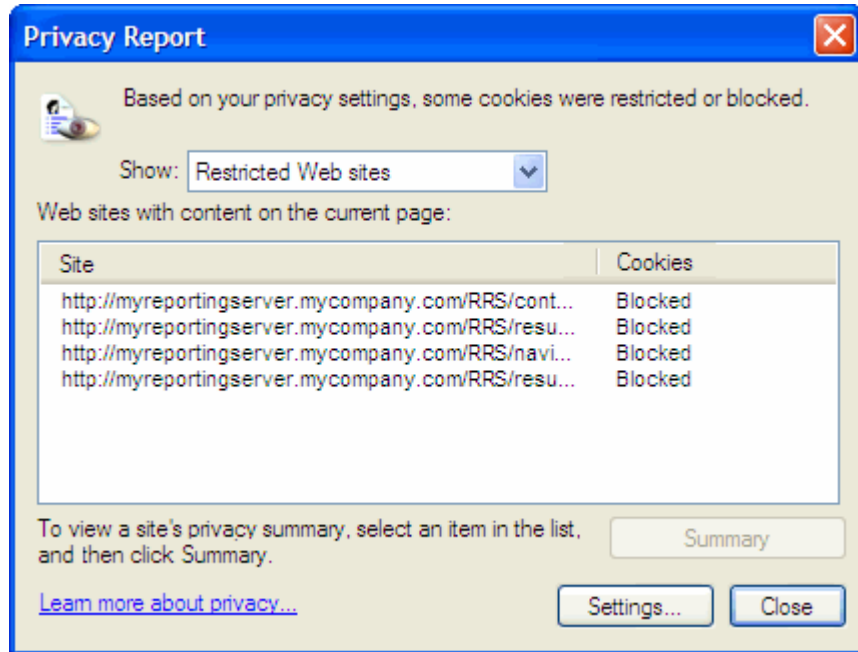 Privacy Report
Based on your privacy settings, some cookies were restricted or blocked.
Show: Restricted Web sites
Web sites with content on the current page:
Site Cookies
http://myreportingserver.mycompany.com/RRS/cont... Blocked
http://myreportingserver.mycompany.com/RRS/resu... Blocked
http://myreportingserver.mycompany.com/RRS/navi... Blocked
http://myreportingserver.mycompany.com/RRS/resu... Blocked
To view a site's privacy summary, select an item in the list,
and then click Summary.
Summary
Learn more about privacy...
Settings... Close